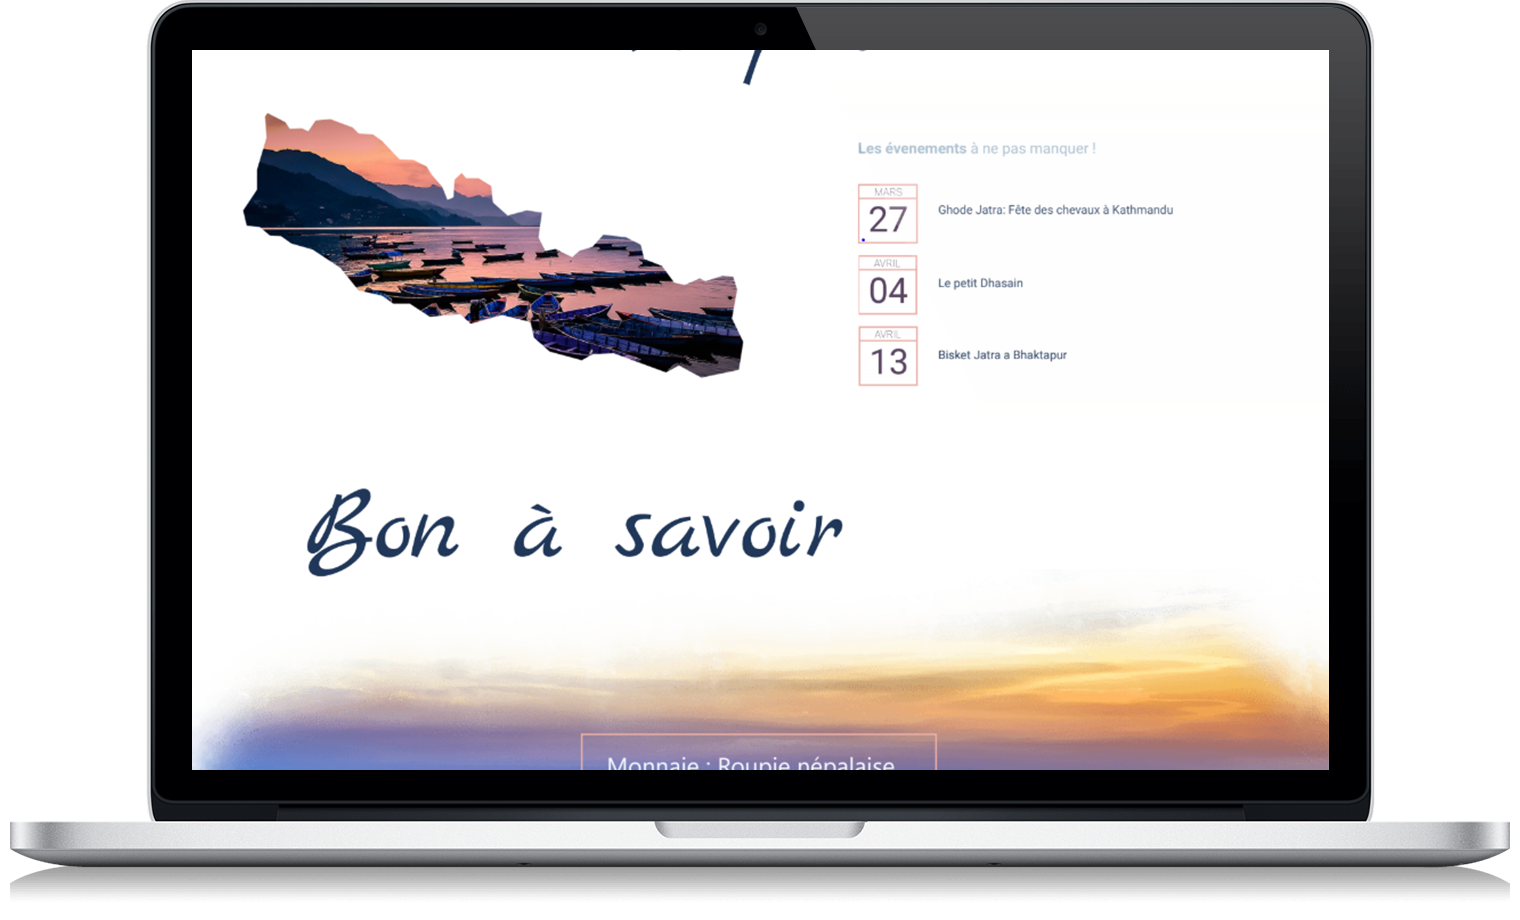 Les évenements à ne pas manquer !
MARS
27
Ghode Jatra: Fête des chevaux à Kathmandu
AVRIL
04
Le petit Dhasain
AVRIL
13
Bisket Jatra a Bhaktapur
Bon à savoir
Monnaie : Roupie népalaise